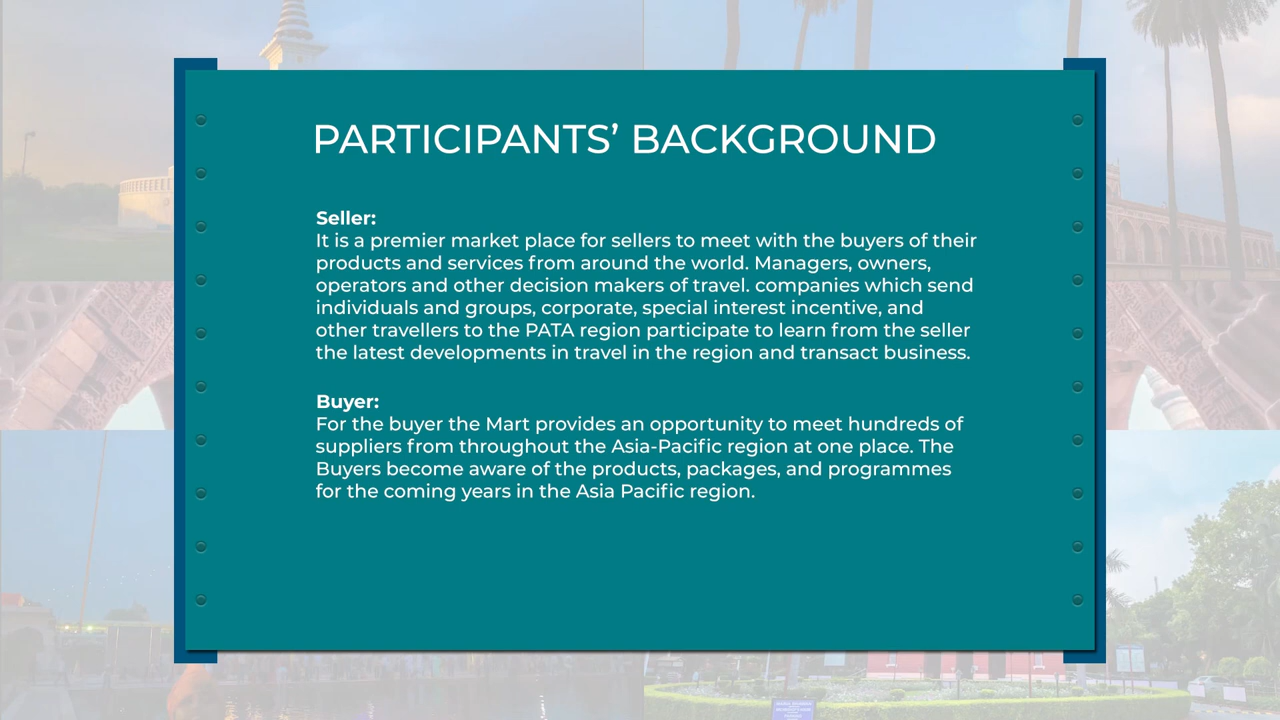 PARTICIPANTS’ BACKGROUND
Seller:
It is a premier market place for sellers to meet with the buyers of their
products and services from around the world. Managers, owners,
operators and other decision makers of travel. companies which send
individuals and groups, corporate, special interest incentive, and
other travellers to the PATA region participate to learn from the seller
the latest developments in travel in the region and transact business.
Buyer:
For the buyer the Mart provides an opportunity to meet hundreds of
suppliers from throughout the Asia-Pacific region at one place. The
Buyers become aware of the products, packages, and programmes
for the coming years in the Asia Pacific region.